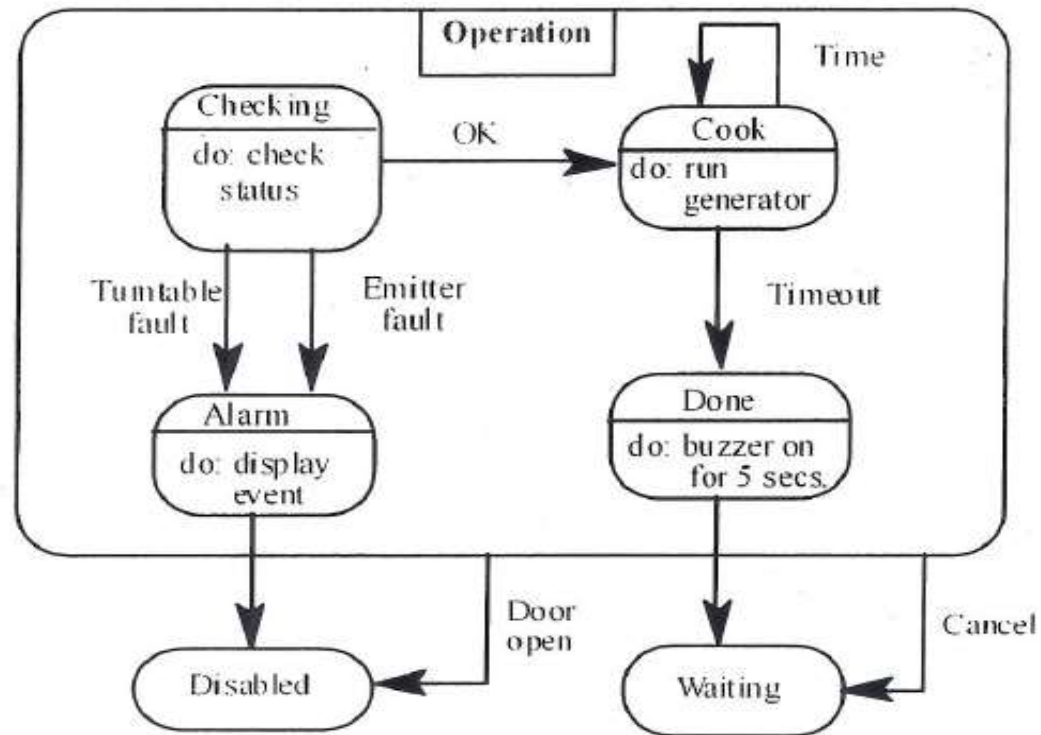 Operation
Time
Checking
do: check
status
OK
Cook
do: run
generator
Turntable
fault
Emitter
fault
Timeout
Alarm
do: display
event
Done
do: buzzer on
for 5 secs.
Door
open
Cancel
Disabled
Waiting